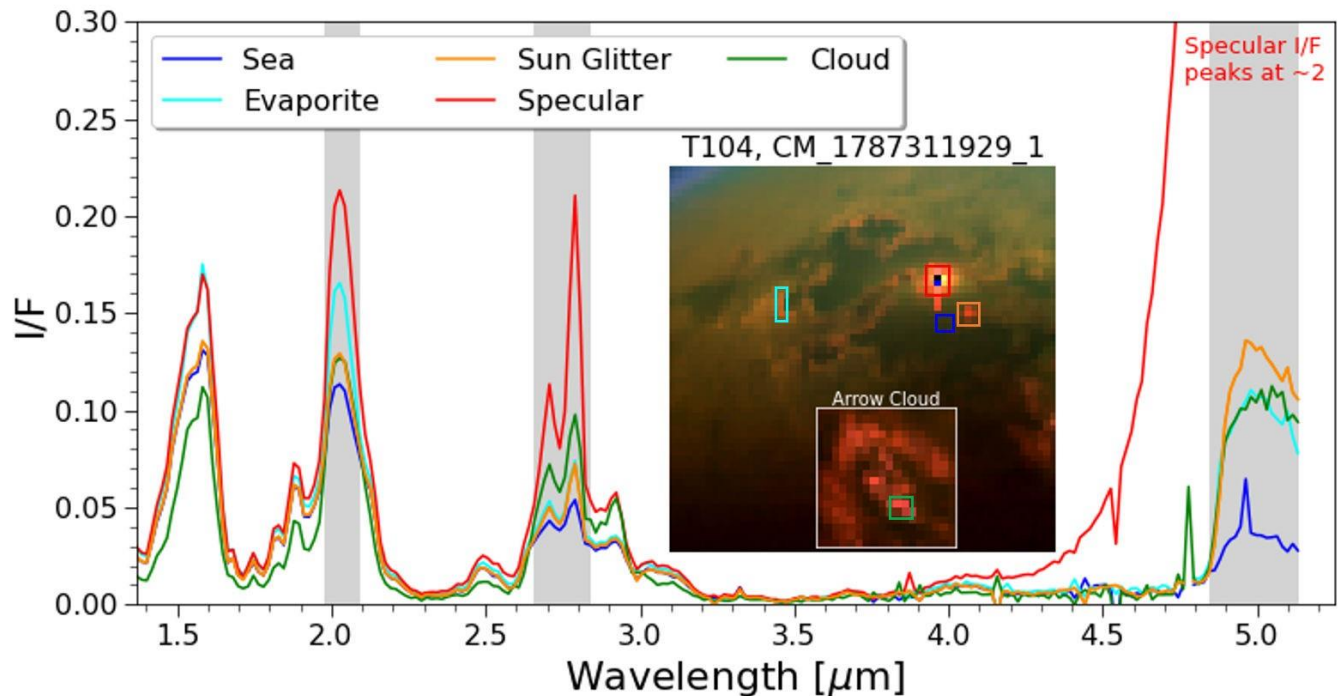 0.30
0.25
0.20
0.15
0.10
0.05
0.00
I/F
Sea
Evaporite
Sun Glitter
Specular
Cloud
Specular I/F
peaks at ~2
T104, CM_1787311929_1
Arrow Cloud
1.5 2.0 2.5 3.0 3.5 4.0 4.5 5.0
Wavelength [μm]